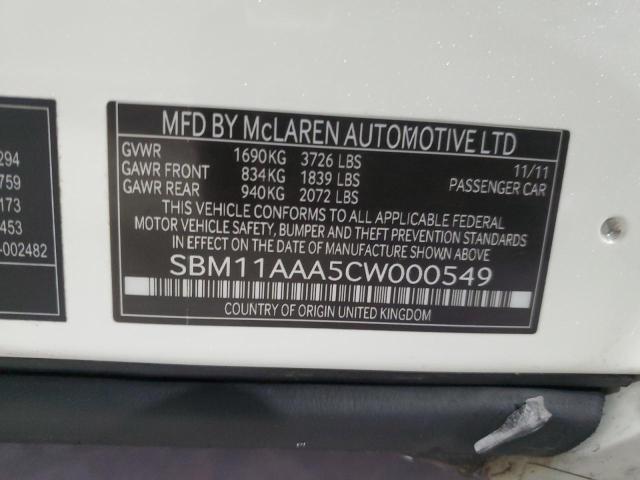 294
759
173
453
-002482
MFD BY McLAREN AUTOMOTIVE LTD
GVWR 1690KG 3726 LBS 11/11
GAWR FRONT 834KG 1839 LBS PASSENGER CAR
GAWR REAR 940KG 2072 LBS
THIS VEHICLE CONFORMS TO ALL APPLICABLE FEDERAL
MOTOR VEHICLE SAFETY, BUMPER AND THEFT PREVENTION STANDARDS
IN EFFECT ON THE DATE OF MANUFACTURE SHOWN ABOVE
SBM11AAA5CW000549
COUNTRY OF ORIGIN UNITED KINGDOM